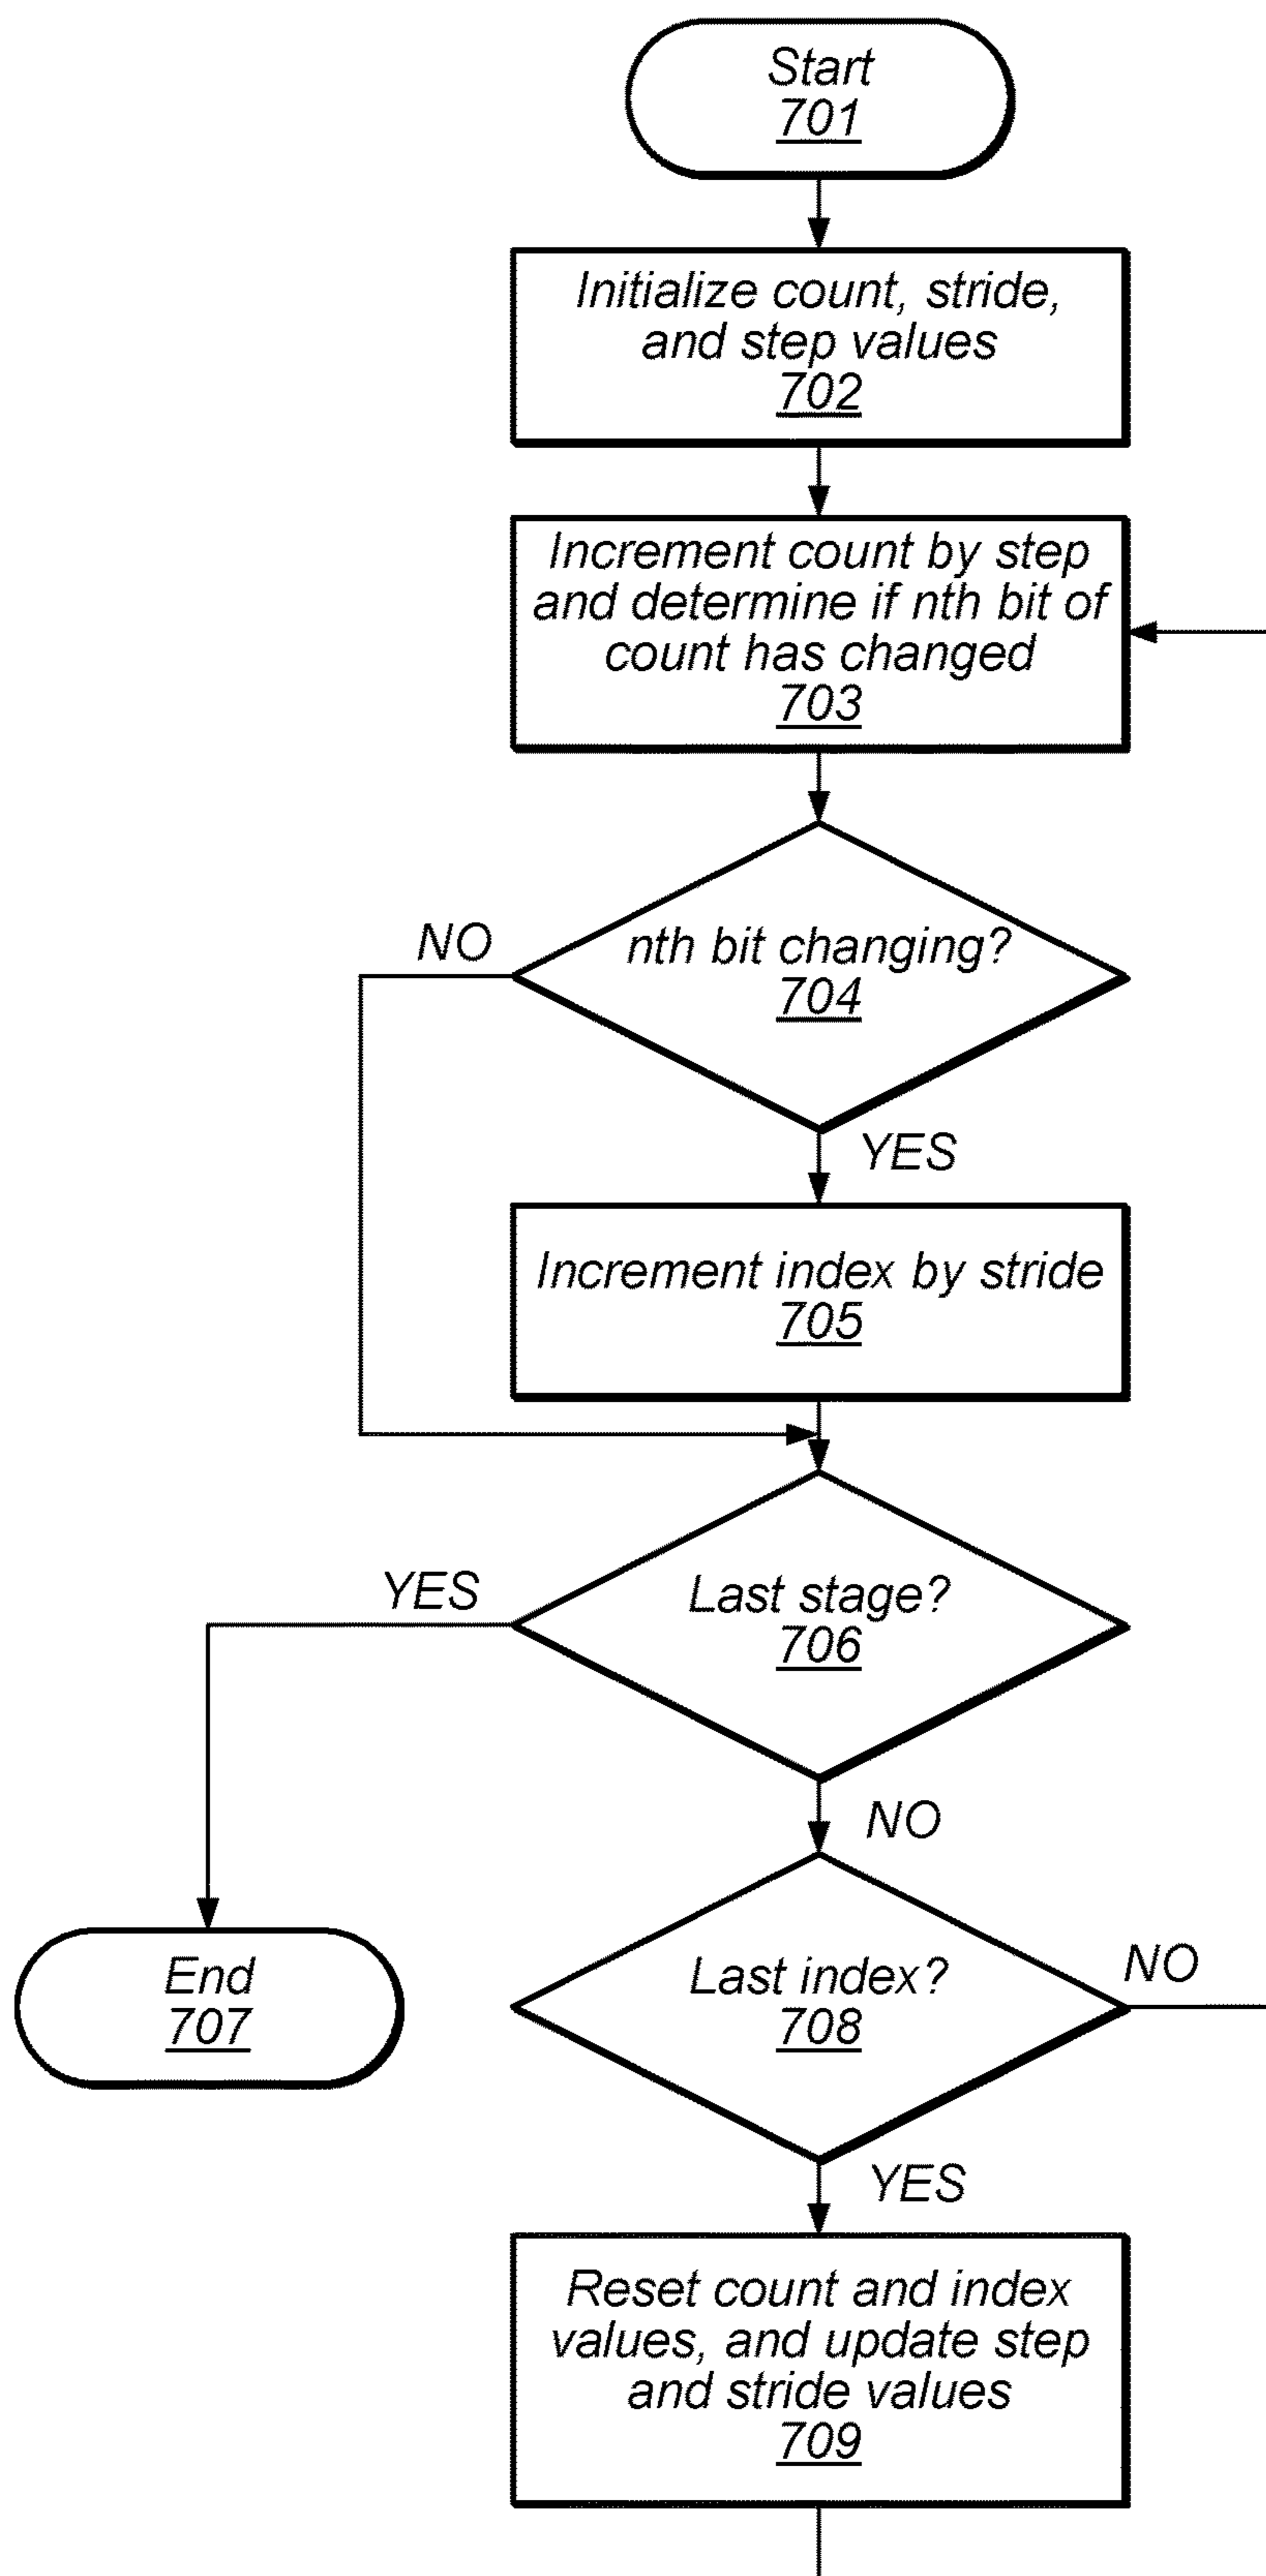 Start
701
Initialize count, stride,
and step values
702
Increment count by step
and determine if nth bit of
count has changed
703
NO
nth bit changing?
704
YES
Increment index by stride
705
YES
Last stage?
706
NO
End
707
Last index?
708
NO
YES
Reset count and index
values, and update step
and stride values
709